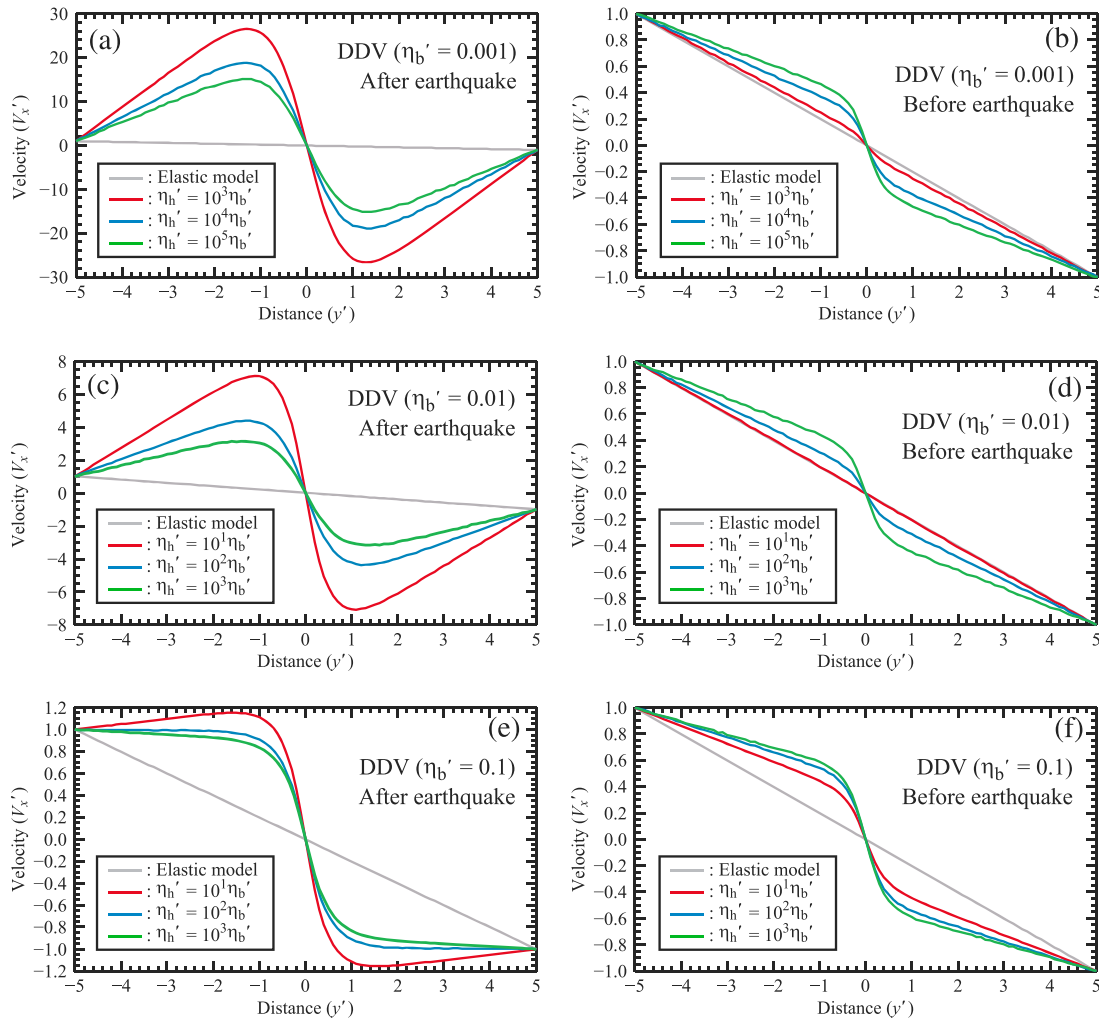 (a)
DDV (ηb′ = 0.001)
After earthquake
Velocity (Vx′)
30
20
10
0
−10
−20
−30
: Elastic model
: ηh′ = 10³ηb′
: ηh′ = 10⁴ηb′
: ηh′ = 10⁵ηb′
−5 −4 −3 −2 −1 0 1 2 3 4 5
Distance (y′)
(b)
DDV (ηb′ = 0.001)
Before earthquake
Velocity (Vx′)
1.0
0.8
0.6
0.4
0.2
0.0
−0.2
−0.4
−0.6
−0.8
−1.0
: Elastic model
: ηh′ = 10³ηb′
: ηh′ = 10⁴ηb′
: ηh′ = 10⁵ηb′
−5 −4 −3 −2 −1 0 1 2 3 4 5
Distance (y′)
(c)
DDV (ηb′ = 0.01)
After earthquake
Velocity (Vx′)
8
6
4
2
0
−2
−4
−6
−8
: Elastic model
: ηh′ = 10¹ηb′
: ηh′ = 10²ηb′
: ηh′ = 10³ηb′
−5 −4 −3 −2 −1 0 1 2 3 4 5
Distance (y′)
(d)
DDV (ηb′ = 0.01)
Before earthquake
Velocity (Vx′)
1.0
0.8
0.6
0.4
0.2
0.0
−0.2
−0.4
−0.6
−0.8
−1.0
: Elastic model
: ηh′ = 10¹ηb′
: ηh′ = 10²ηb′
: ηh′ = 10³ηb′
−5 −4 −3 −2 −1 0 1 2 3 4 5
Distance (y′)
(e)
DDV (ηb′ = 0.1)
After earthquake
Velocity (Vx′)
1.2
1.0
0.8
0.6
0.4
0.2
0.0
−0.2
−0.4
−0.6
−0.8
−1.0
−1.2
: Elastic model
: ηh′ = 10¹ηb′
: ηh′ = 10²ηb′
: ηh′ = 10³ηb′
−5 −4 −3 −2 −1 0 1 2 3 4 5
Distance (y′)
(f)
DDV (ηb′ = 0.1)
Before earthquake
Velocity (Vx′)
1.0
0.8
0.6
0.4
0.2
0.0
−0.2
−0.4
−0.6
−0.8
−1.0
: Elastic model
: ηh′ = 10¹ηb′
: ηh′ = 10²ηb′
: ηh′ = 10³ηb′
−5 −4 −3 −2 −1 0 1 2 3 4 5
Distance (y′)